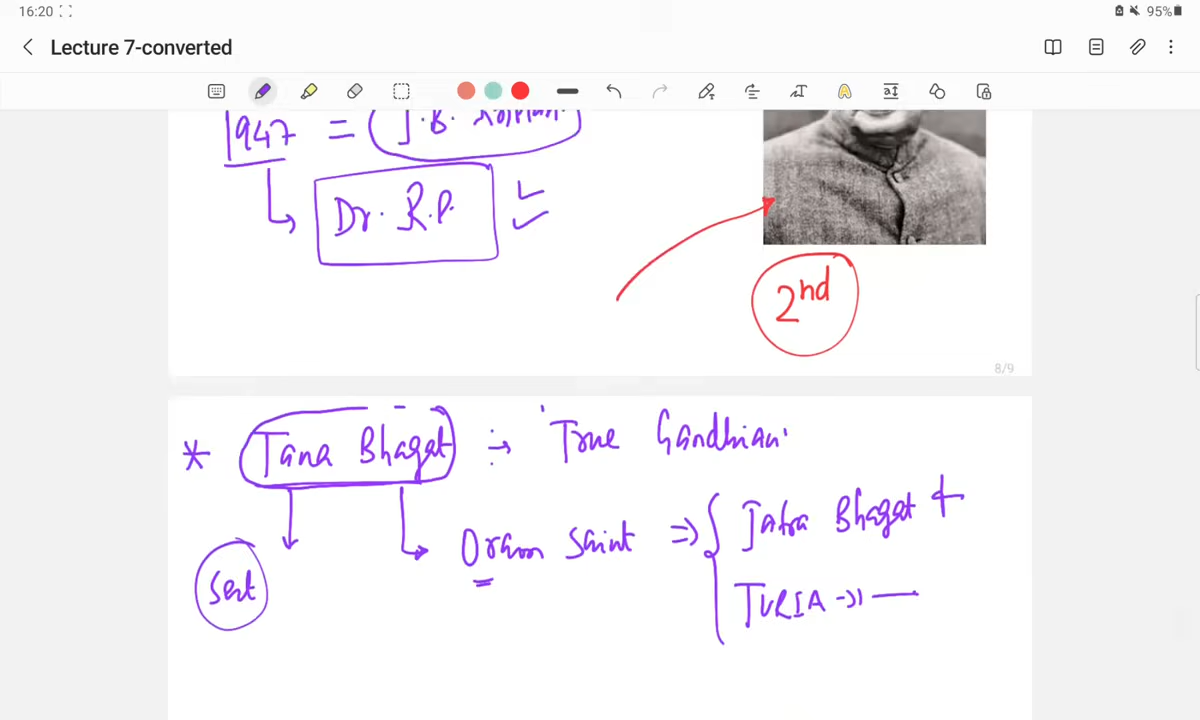 16:20 95%
Lecture 7-converted
1947 = J.B.
Dr. R.P.
2nd
8/9
* Tana Bhagat :→ 'True Gandhian'
Oraon Saint ⇒ { Jatra Bhagat +
Sect
TURIA -»—